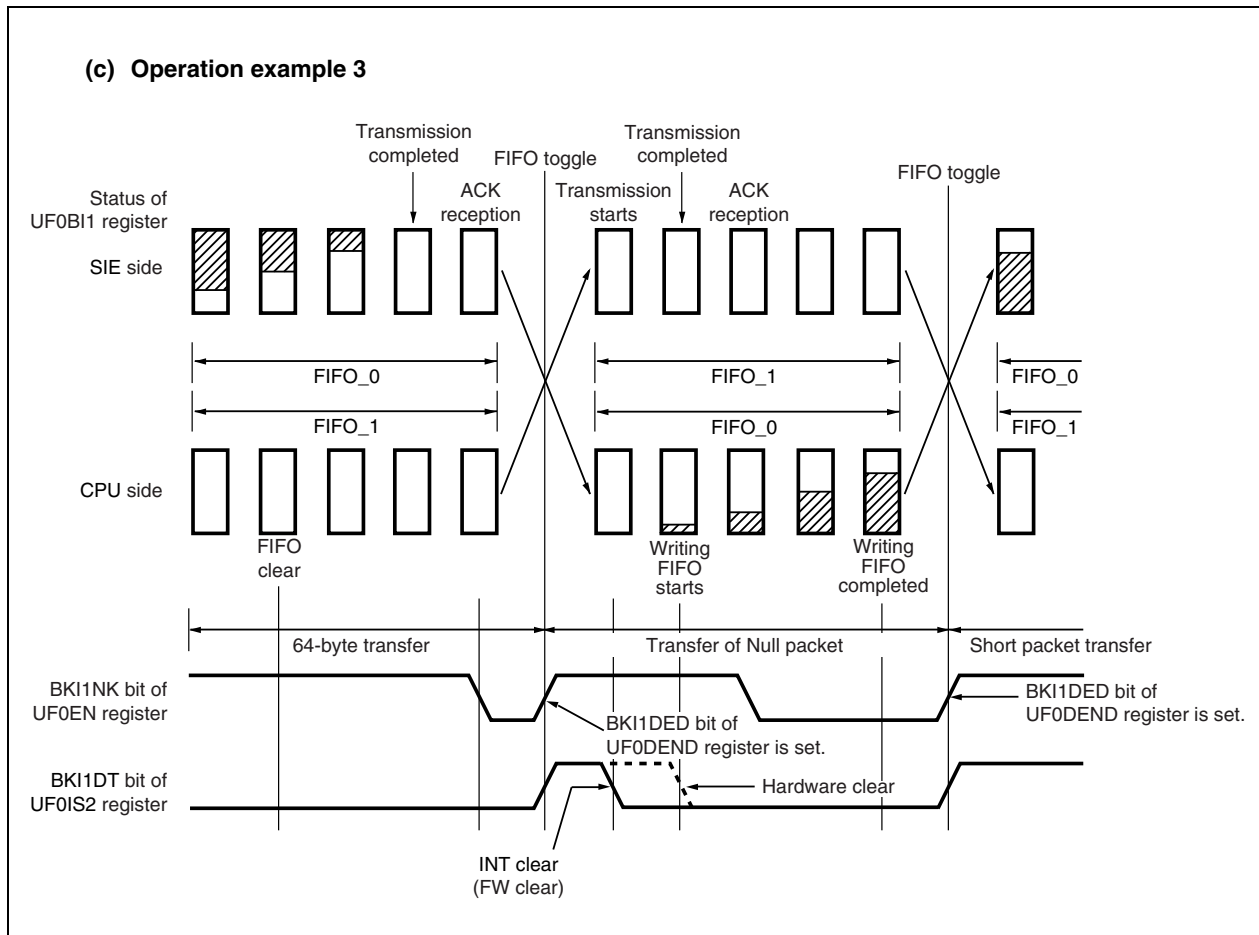 (c) Operation example 3
Transmission
completed
FIFO toggle
Transmission
completed
FIFO toggle
Status of
UF0BI1 register
ACK
reception
Transmission
starts
ACK
reception
SIE side
FIFO_0
FIFO_1
FIFO_0
FIFO_1
FIFO_0
FIFO_1
CPU side
FIFO
clear
Writing
FIFO
starts
Writing
FIFO
completed
64-byte transfer
Transfer of Null packet
Short packet transfer
BKI1NK bit of
UF0EN register
BKI1DED bit of
UF0DEND register is set.
BKI1DED bit of
UF0DEND register is set.
BKI1DT bit of
UF0IS2 register
Hardware clear
INT clear
(FW clear)